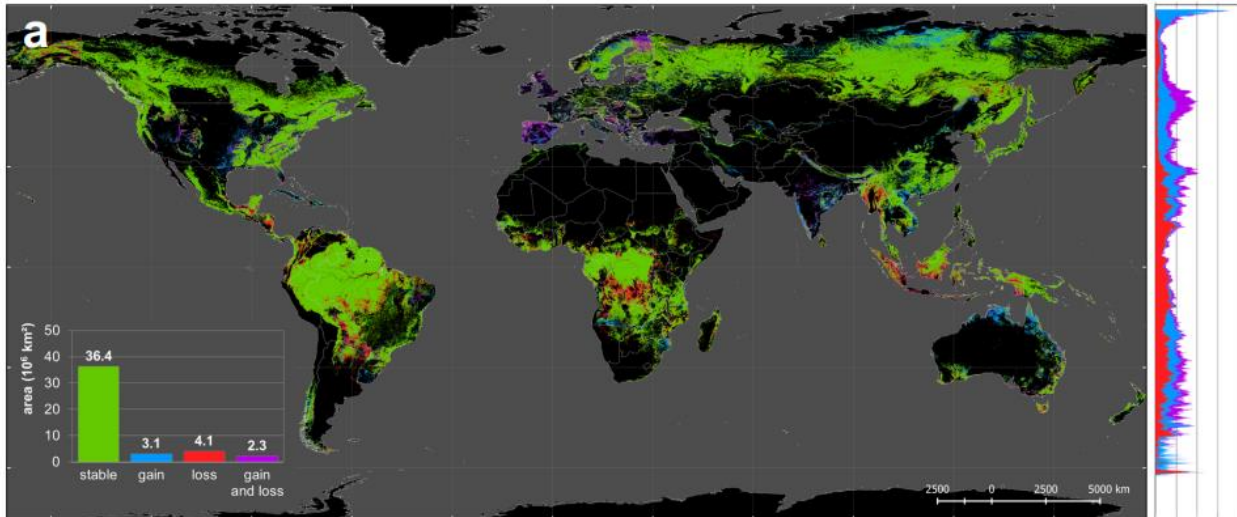 a
area (10⁶ km²)
50
40
30
20
10
0
36.4
3.1
4.1
2.3
stable
gain
loss
gain
and loss
2500
0
2500
5000 km